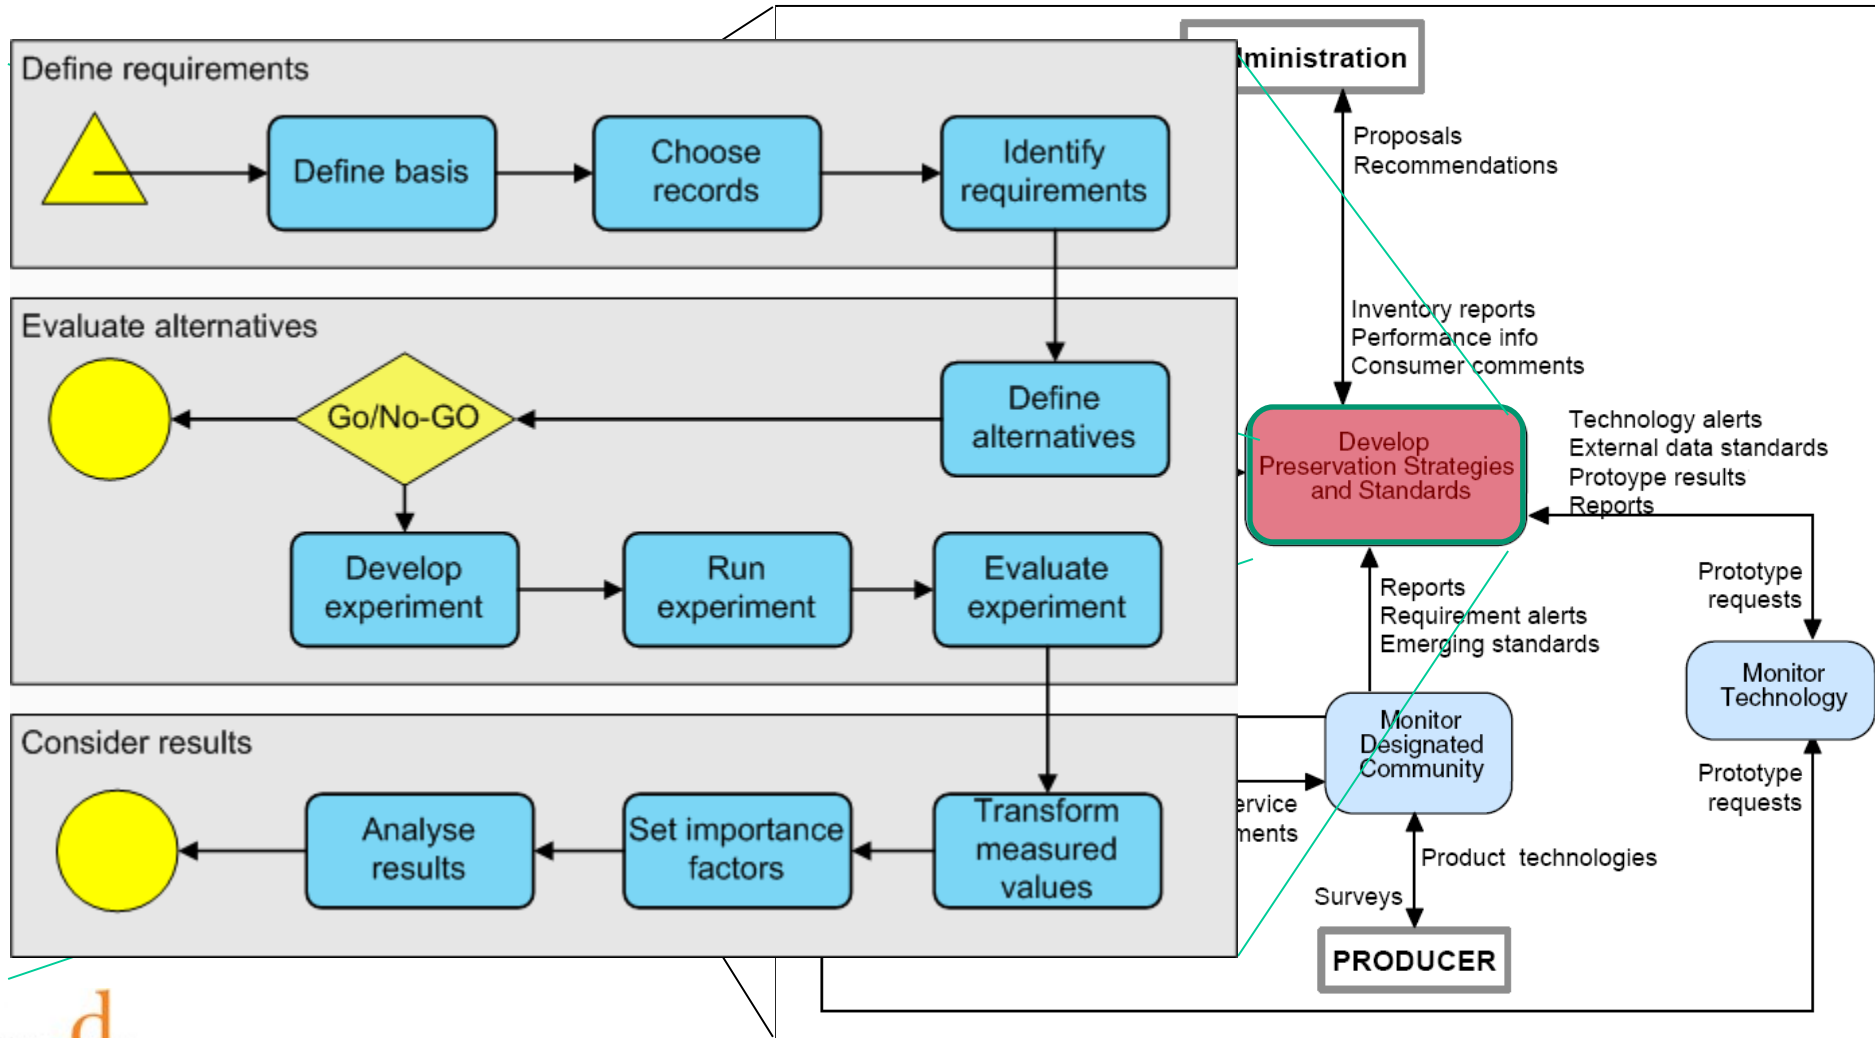 Define requirements
Define basis
Choose
records
Identify
requirements
Evaluate alternatives
Go/No-GO
Define
alternatives
Develop
experiment
Run
experiment
Evaluate
experiment
Consider results
Analyse
results
Set importance
factors
Transform
measured
values
ministration
Proposals
Recommendations
Inventory reports
Performance info
Consumer comments
Develop
Preservation Strategies
and Standards
Technology alerts
External data standards
Protoype results
Reports
Prototype
requests
Reports
Requirement alerts
Emerging standards
Monitor
Technology
Monitor
Designated
Community
Prototype
requests
ervice
ments
Product technologies
Surveys
PRODUCER
d